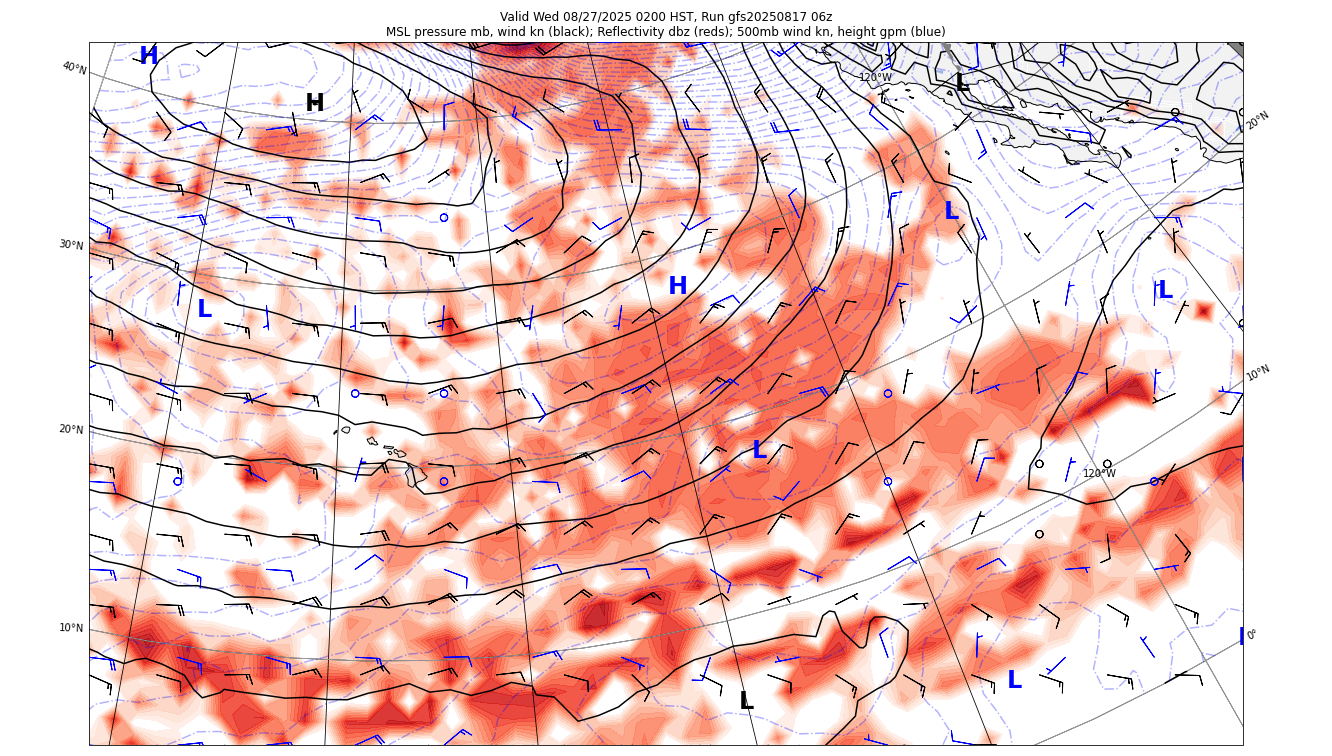 Valid Wed 08/27/2025 0200 HST, Run gfs20250817 06z
MSL pressure mb, wind kn (black); Reflectivity dbz (reds); 500mb wind kn, height gpm (blue)
H
40°N
120°W
L
H
20°N
L
30°N
H
L
L
10°N
20°N
L
120°W
10°N
0°
L
L